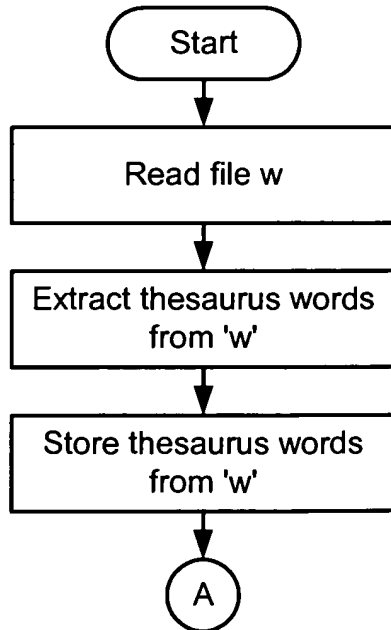 Start
Read file w
Extract thesaurus words
from 'w'
Store thesaurus words
from 'w'
A